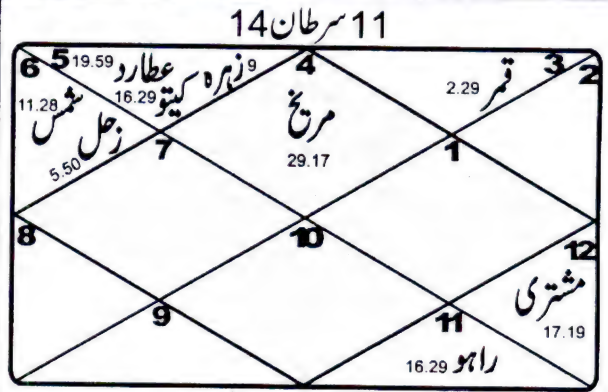 11 سرطان 14
6 5 19.59 عطارد زہرہ 9 4 3 2
16.29 کیتو 2.29 قمر
11.28 شمس مریخ
زحل 7 29.17 1
5.50
8 10 12
مشتری
9 11 17.19
راہو 16.29